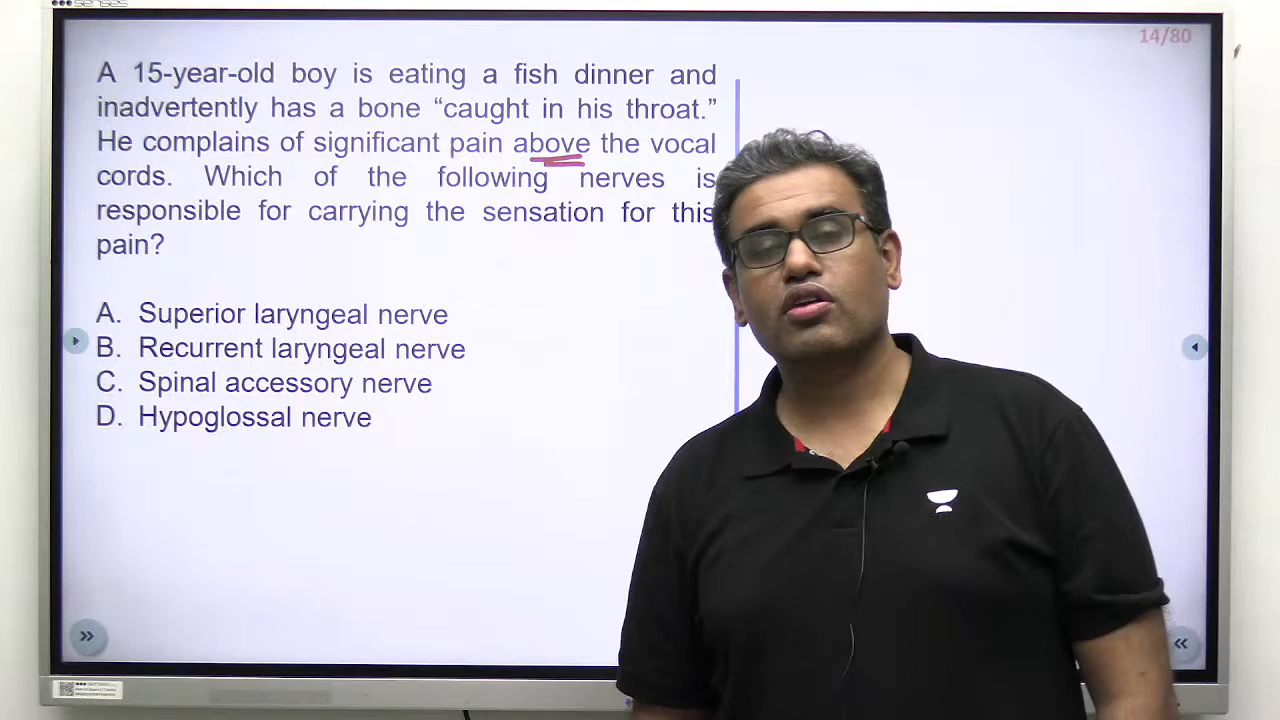 senses
14/80
A 15-year-old boy is eating a fish dinner and
inadvertently has a bone “caught in his throat.”
He complains of significant pain above the vocal
cords. Which of the following nerves is
responsible for carrying the sensation for this
pain?
A. Superior laryngeal nerve
B. Recurrent laryngeal nerve
C. Spinal accessory nerve
D. Hypoglossal nerve